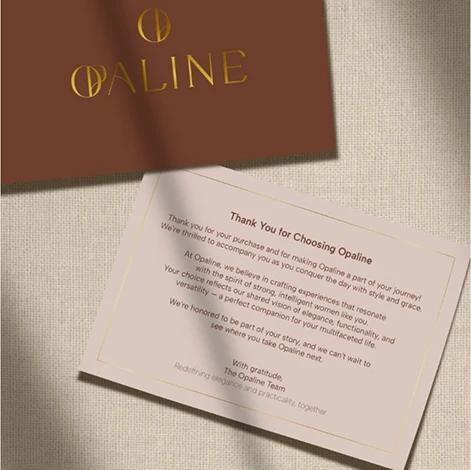 OPALINE
Thank You for Choosing Opaline
Thank you for your purchase and for making Opaline a part of your journey!
We're thrilled to accompany you as you conquer the day with style and grace.
At Opaline, we believe in crafting experiences that resonate
with the spirit of strong, intelligent women like you.
Your choice reflects our shared vision of elegance, functionality, and
versatility — a perfect companion for your multifaceted life.
We're honored to be part of your story, and we can't wait to
see where you take Opaline next.
With gratitude,
The Opaline Team
Redefining elegance and practicality, together